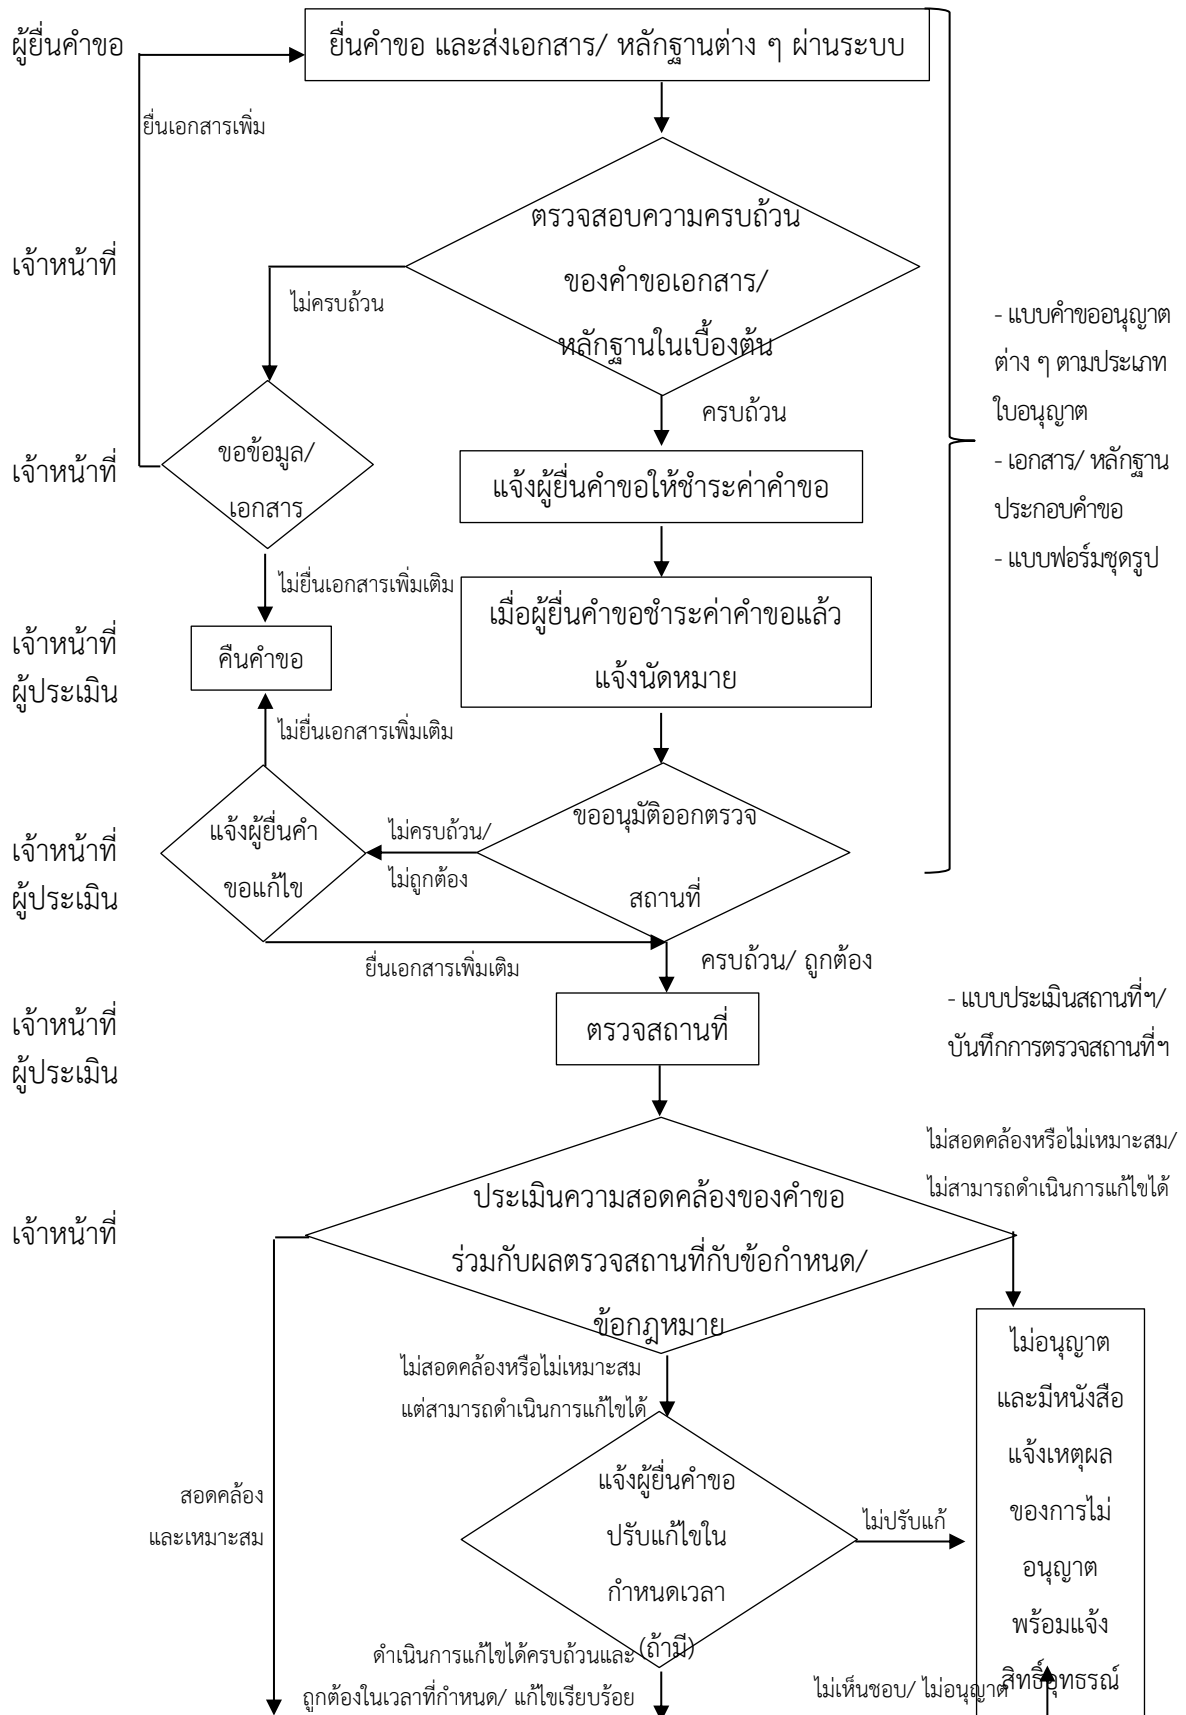 ผู้ยื่นคำขอ
ยื่นคำขอ และส่งเอกสาร/ หลักฐานต่าง ๆ ผ่านระบบ
ยื่นเอกสารเพิ่ม
เจ้าหน้าที่
ตรวจสอบความครบถ้วน
ของคำขอเอกสาร/
หลักฐานในเบื้องต้น
ไม่ครบถ้วน
ครบถ้วน
- แบบคำขออนุญาต
ต่าง ๆ ตามประเภท
ใบอนุญาต
- เอกสาร/ หลักฐาน
ประกอบคำขอ
- แบบฟอร์มชุดรูป
เจ้าหน้าที่
ขอข้อมูล/
เอกสาร
แจ้งผู้ยื่นคำขอให้ชำระค่าคำขอ
ไม่ยื่นเอกสารเพิ่มเติม
เจ้าหน้าที่
ผู้ประเมิน
คืนคำขอ
เมื่อผู้ยื่นคำขอชำระค่าคำขอแล้ว
แจ้งนัดหมาย
ไม่ยื่นเอกสารเพิ่มเติม
เจ้าหน้าที่
ผู้ประเมิน
แจ้งผู้ยื่นคำ
ขอแก้ไข
ไม่ครบถ้วน/
ไม่ถูกต้อง
ขออนุมัติออกตรวจ
สถานที่
ยื่นเอกสารเพิ่มเติม
ครบถ้วน/ ถูกต้อง
เจ้าหน้าที่
ผู้ประเมิน
ตรวจสถานที่
- แบบประเมินสถานที่ฯ/
บันทึกการตรวจสถานที่ฯ
เจ้าหน้าที่
ประเมินความสอดคล้องของคำขอ
ร่วมกับผลตรวจสถานที่กับข้อกำหนด/
ข้อกฎหมาย
ไม่สอดคล้องหรือไม่เหมาะสม/
ไม่สามารถดำเนินการแก้ไขได้
ไม่สอดคล้องหรือไม่เหมาะสม
แต่สามารถดำเนินการแก้ไขได้
สอดคล้อง
และเหมาะสม
แจ้งผู้ยื่นคำขอ
ปรับแก้ไขใน
กำหนดเวลา
(ถ้ามี)
ไม่ปรับแก้
ไม่อนุญาต
และมีหนังสือ
แจ้งเหตุผล
ของการไม่
อนุญาต
พร้อมแจ้ง
สิทธิ์อุทธรณ์
ดำเนินการแก้ไขได้ครบถ้วนและ
ถูกต้องในเวลาที่กำหนด/ แก้ไขเรียบร้อย
ไม่เห็นชอบ/ ไม่อนุญาต